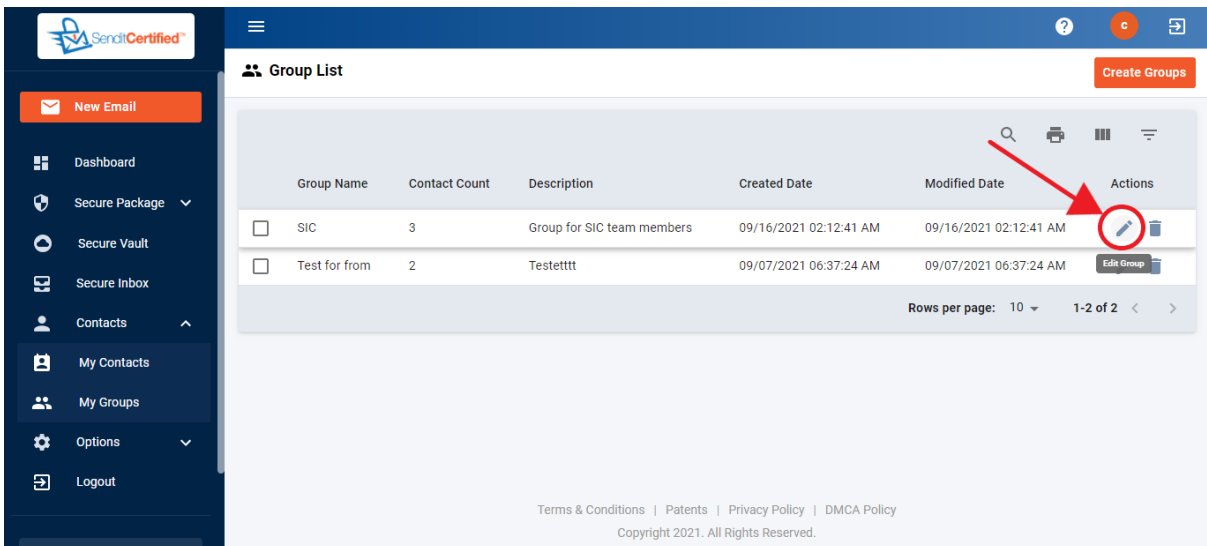 SenditCertified™
?
c
Group List
Create Groups
New Email
Dashboard
Secure Package
Secure Vault
Secure Inbox
Contacts
My Contacts
My Groups
Options
Logout
Group Name Contact Count Description Created Date Modified Date Actions
SIC 3 Group for SIC team members 09/16/2021 02:12:41 AM 09/16/2021 02:12:41 AM
Test for from 2 Testetttt 09/07/2021 06:37:24 AM 09/07/2021 06:37:24 AM
Edit Group
Rows per page: 10 1-2 of 2
Terms & Conditions | Patents | Privacy Policy | DMCA Policy
Copyright 2021. All Rights Reserved.